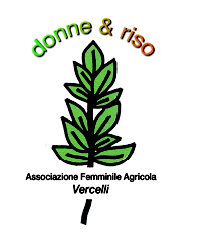 donne & riso
Associazione Femminile Agricola
Vercelli